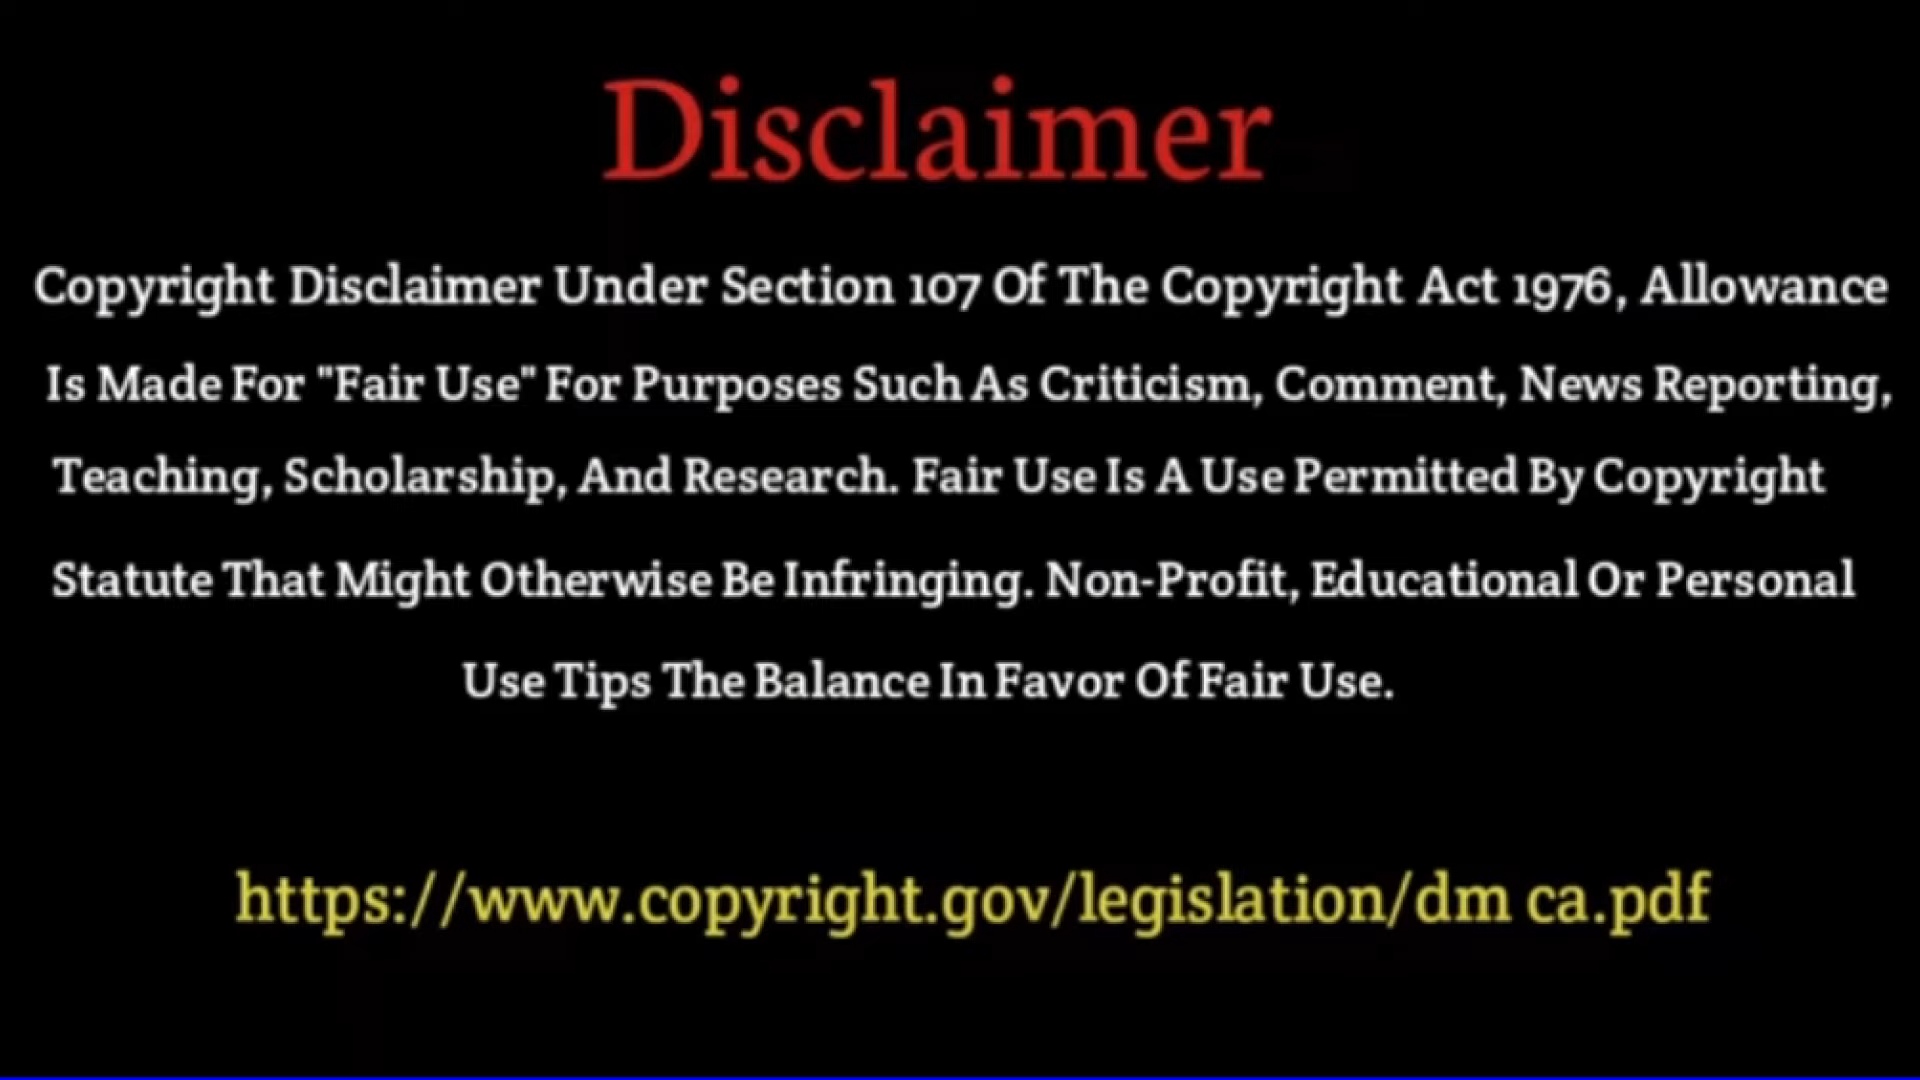 Disclaimer
Copyright Disclaimer Under Section 107 Of The Copyright Act 1976, Allowance
Is Made For "Fair Use" For Purposes Such As Criticism, Comment, News Reporting,
Teaching, Scholarship, And Research. Fair Use Is A Use Permitted By Copyright
Statute That Might Otherwise Be Infringing. Non-Profit, Educational Or Personal
Use Tips The Balance In Favor Of Fair Use.
https://www.copyright.gov/legislation/dm ca.pdf